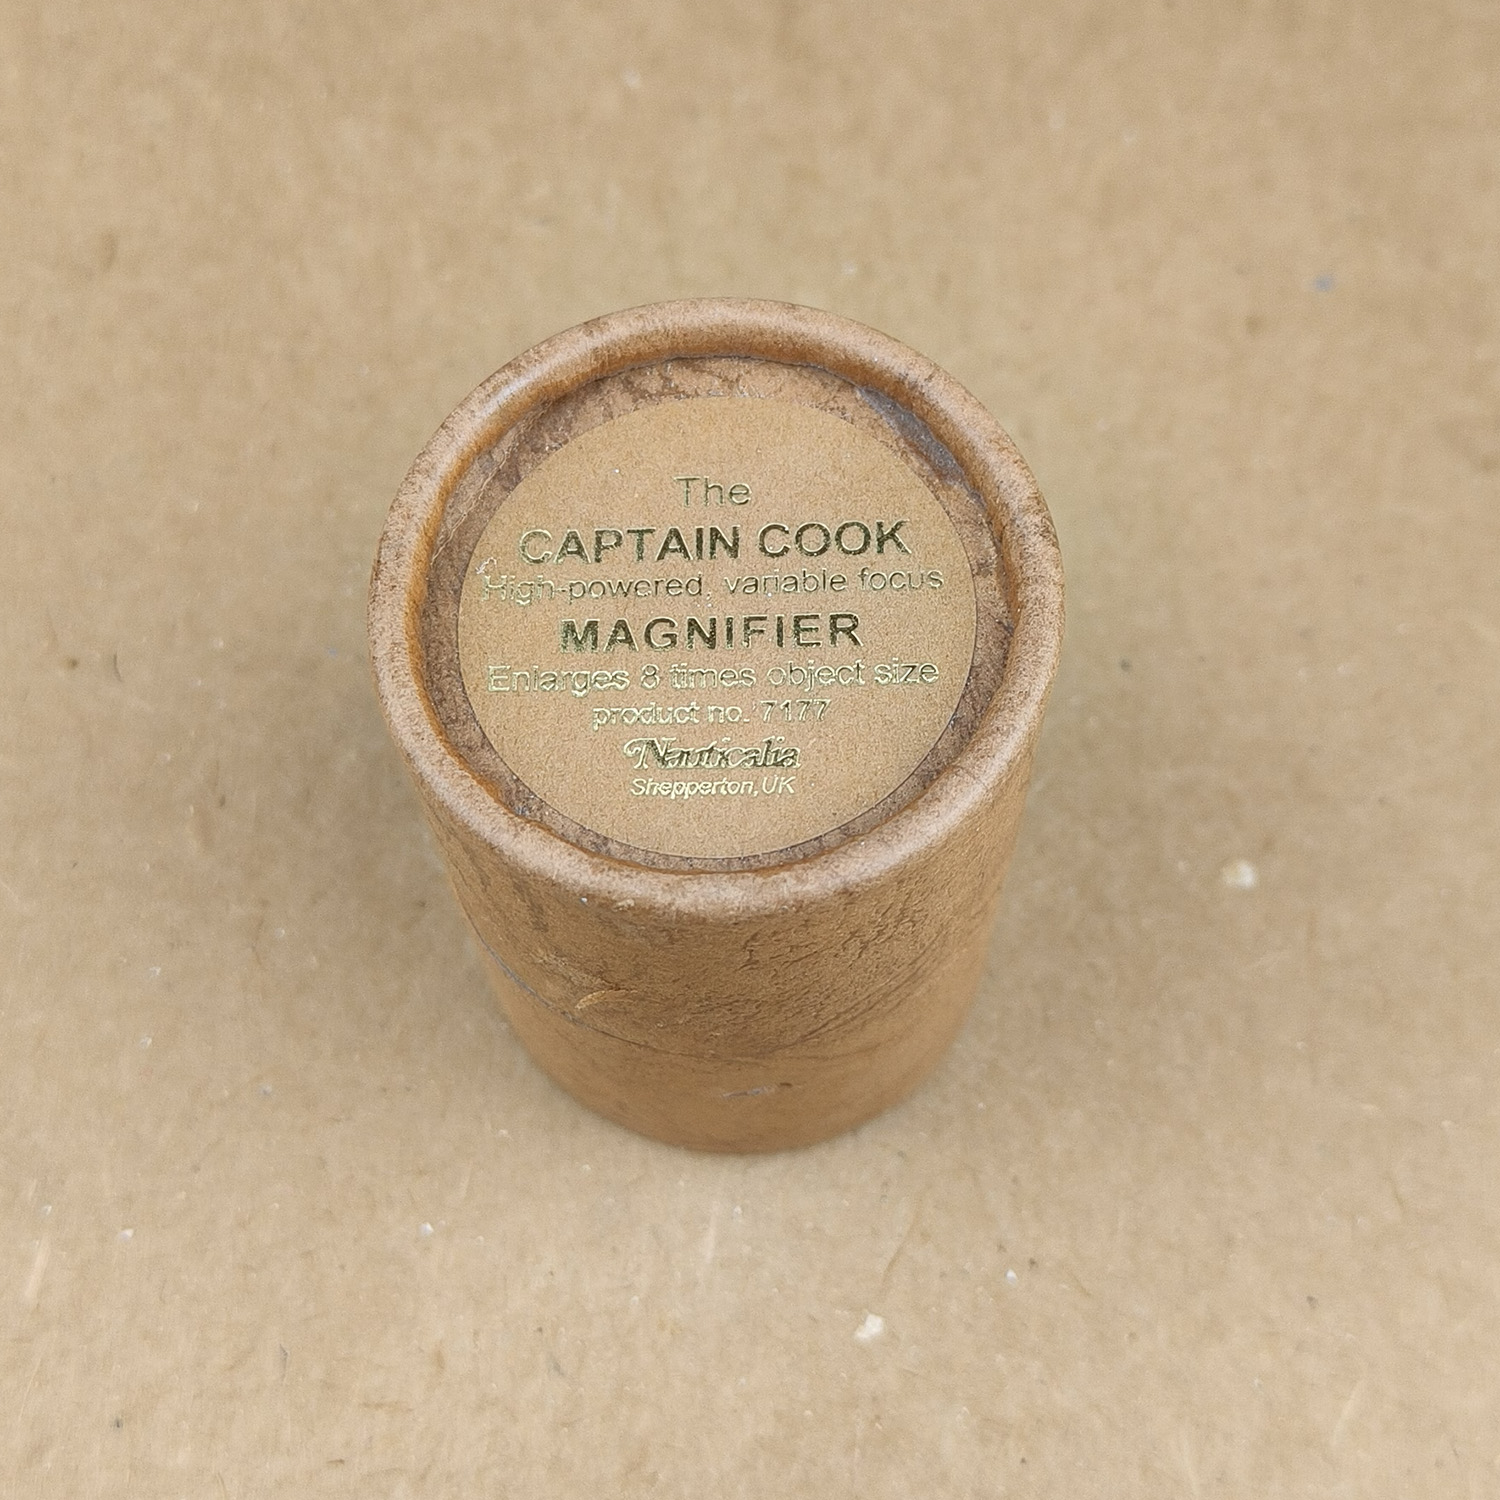 The
CAPTAIN COOK
High-powered, variable focus
MAGNIFIER
Enlarges 8 times object size
product no. 7177
Nauticalia
Shepperton, UK